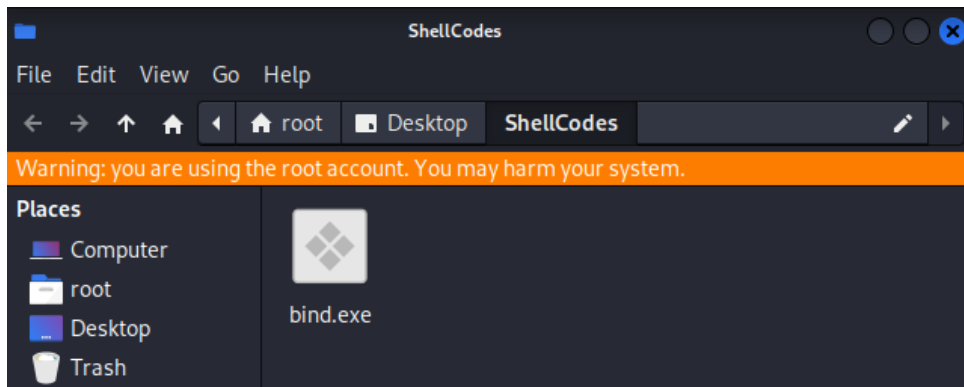 ShellCodes
File Edit View Go Help
root Desktop ShellCodes
Warning: you are using the root account. You may harm your system.
Places
Computer
root
Desktop
Trash
bind.exe